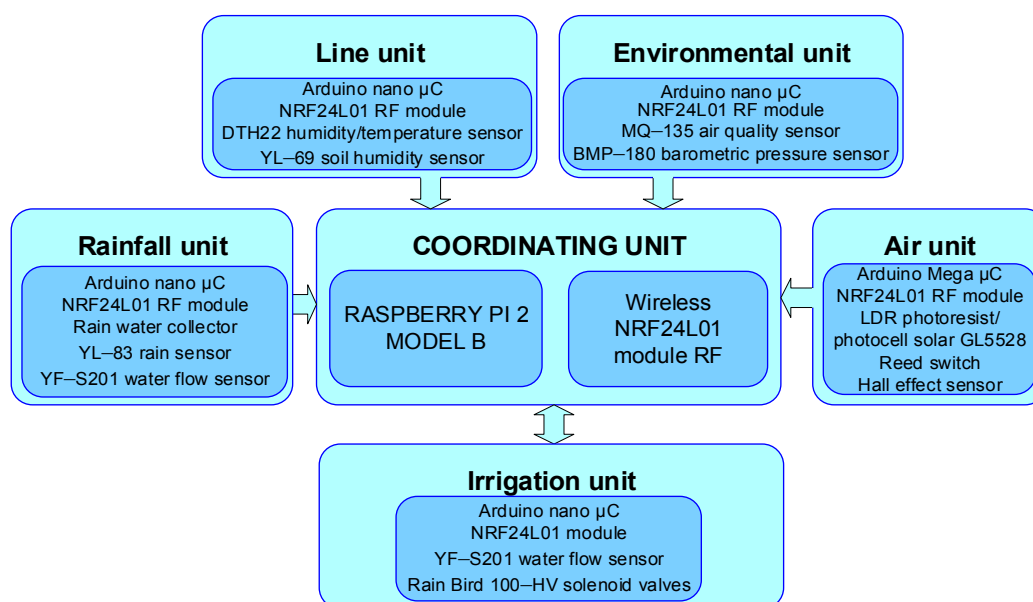 Line unit
Arduino nano µC
NRF24L01 RF module
DTH22 humidity/temperature sensor
YL–69 soil humidity sensor
Environmental unit
Arduino nano µC
NRF24L01 RF module
MQ–135 air quality sensor
BMP–180 barometric pressure sensor
Rainfall unit
Arduino nano µC
NRF24L01 RF module
Rain water collector
YL–83 rain sensor
YF–S201 water flow sensor
COORDINATING UNIT
RASPBERRY PI 2
MODEL B
Wireless
NRF24L01
module RF
Air unit
Arduino Mega µC
NRF24L01 RF module
LDR photoresist/
photocell solar GL5528
Reed switch
Hall effect sensor
Irrigation unit
Arduino nano µC
NRF24L01 module
YF–S201 water flow sensor
Rain Bird 100–HV solenoid valves